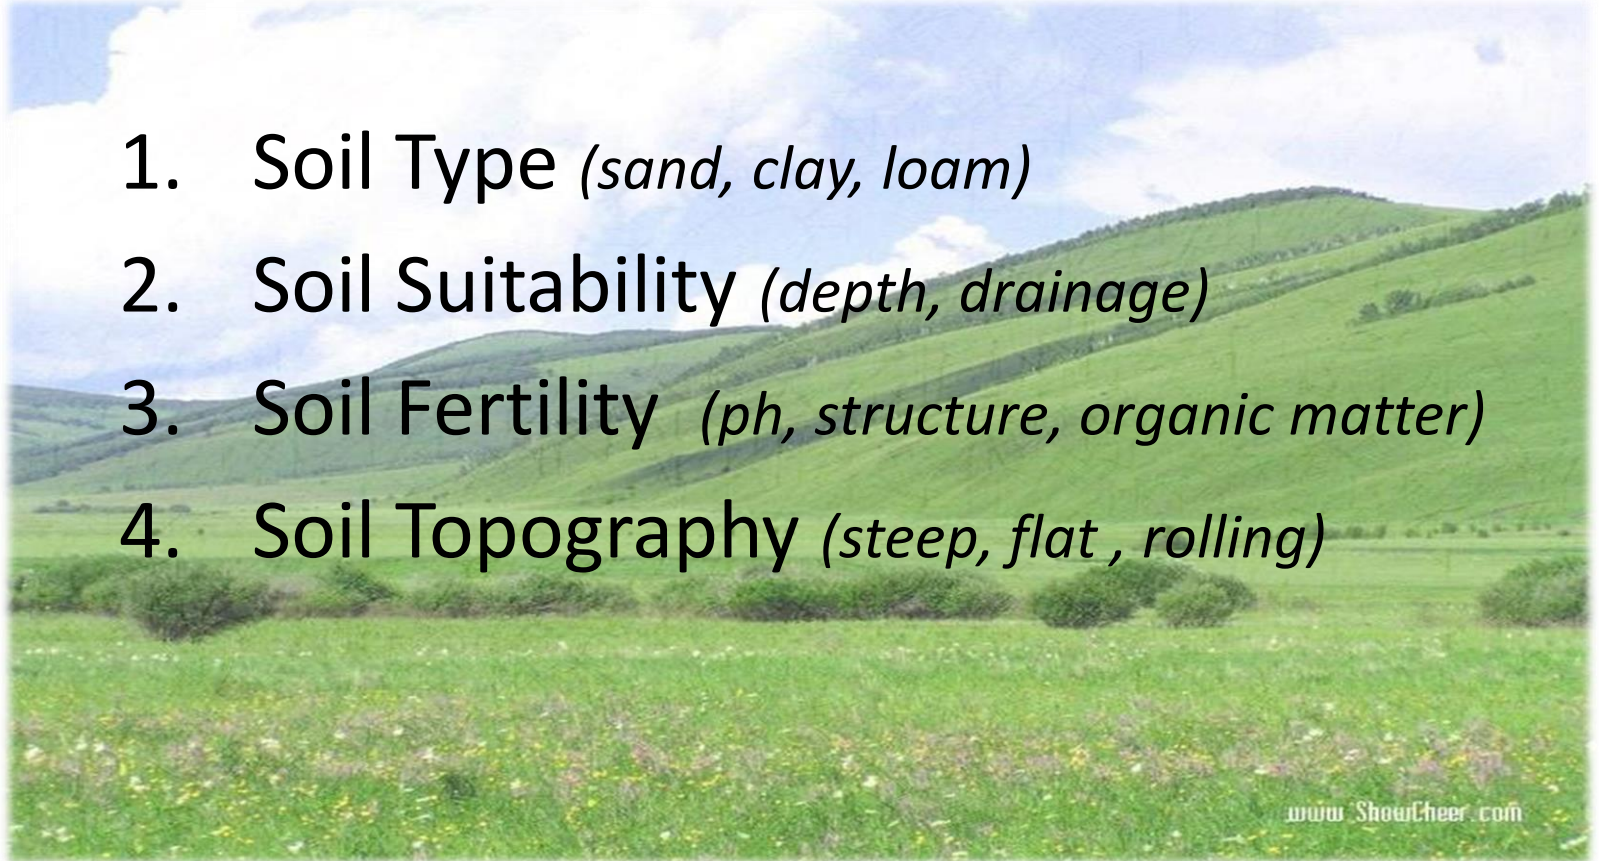 1. Soil Type (sand, clay, loam)
2. Soil Suitability (depth, drainage)
3. Soil Fertility (ph, structure, organic matter)
4. Soil Topography (steep, flat , rolling)
www.ShowCheer.com